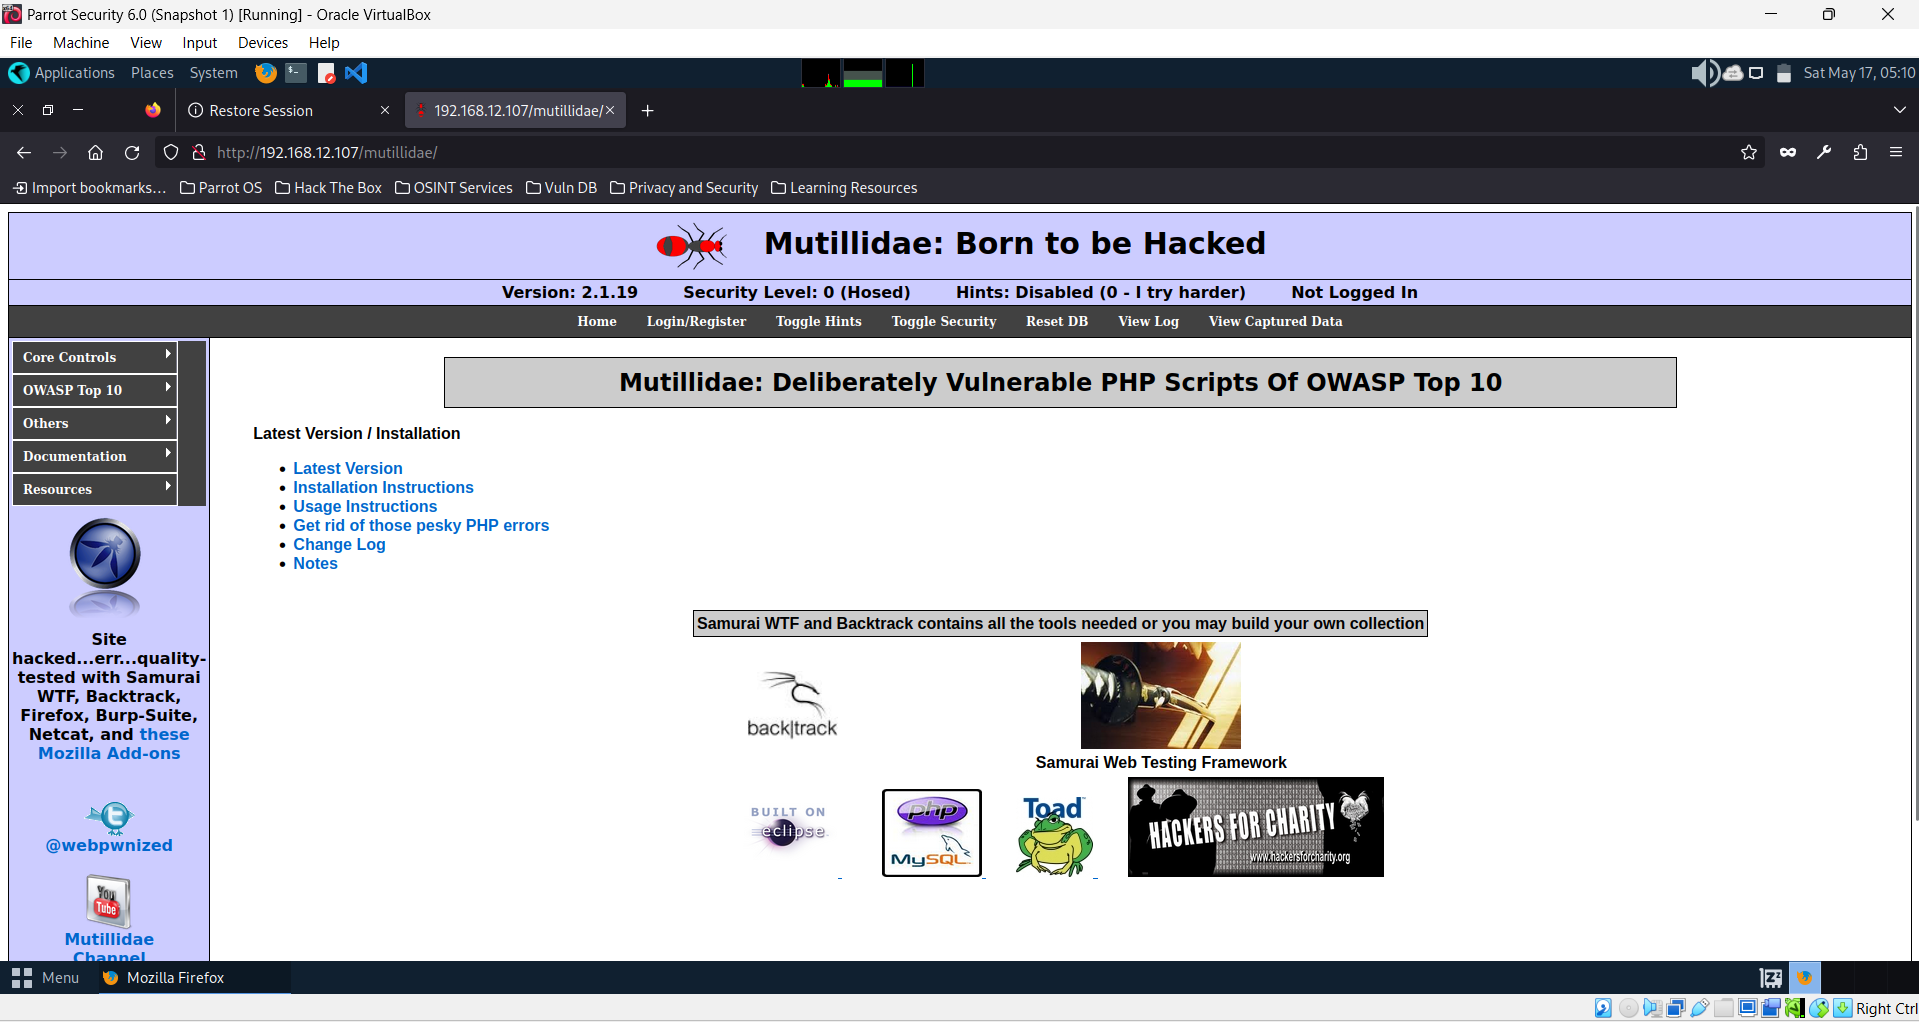 Parrot Security 6.0 (Snapshot 1) [Running] - Oracle VirtualBox
File Machine View Input Devices Help
Applications Places System Sat May 17, 05:10
Restore Session 192.168.12.107/mutillidae/
http://192.168.12.107/mutillidae/
Import bookmarks... Parrot OS Hack The Box OSINT Services Vuln DB Privacy and Security Learning Resources
Mutillidae: Born to be Hacked
Version: 2.1.19 Security Level: 0 (Hosed) Hints: Disabled (0 - I try harder) Not Logged In
Home Login/Register Toggle Hints Toggle Security Reset DB View Log View Captured Data
Core Controls
OWASP Top 10
Others
Documentation
Resources
Site
hacked...err...quality-
tested with Samurai
WTF, Backtrack,
Firefox, Burp-Suite,
Netcat, and these
Mozilla Add-ons
@webpwnized
You
Tube
Mutillidae
Channel
Mutillidae: Deliberately Vulnerable PHP Scripts Of OWASP Top 10
Latest Version / Installation
Latest Version
Installation Instructions
Usage Instructions
Get rid of those pesky PHP errors
Change Log
Notes
Samurai WTF and Backtrack contains all the tools needed or you may build your own collection
back|track
Samurai Web Testing Framework
BUILT ON
eclipse
php
MySQL
Toad
HACKERS FOR CHARITY
www.hackersforcharity.org
Menu Mozilla Firefox
Right Ctrl